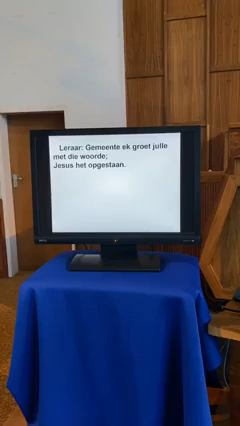 Leraar: Gemeente ek groet julle
met die woorde;
Jesus het opgestaan.